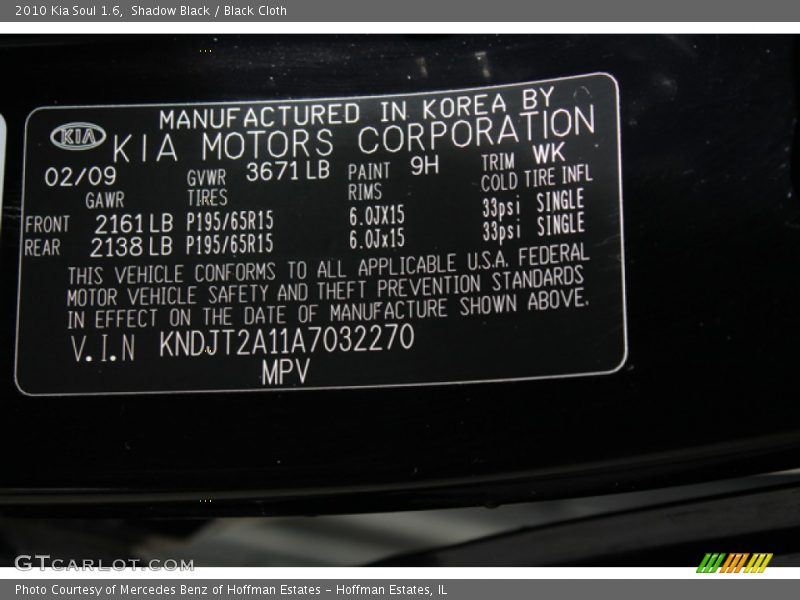 2010 Kia Soul 1.6, Shadow Black / Black Cloth
MANUFACTURED IN KOREA BY
KIA KIA MOTORS CORPORATION
02/09 GVWR 3671 LB PAINT 9H TRIM WK
GAWR TIRES RIMS COLD TIRE INFL
FRONT 2161 LB P195/65R15 6.0JX15 33psi SINGLE
REAR 2138 LB P195/65R15 6.0Jx15 33psi SINGLE
THIS VEHICLE CONFORMS TO ALL APPLICABLE U.S.A. FEDERAL
MOTOR VEHICLE SAFETY AND THEFT PREVENTION STANDARDS
IN EFFECT ON THE DATE OF MANUFACTURE SHOWN ABOVE.
V.I.N KNDJT2A11A7032270
MPV
GTCARLOT.COM
Photo Courtesy of Mercedes Benz of Hoffman Estates - Hoffman Estates, IL